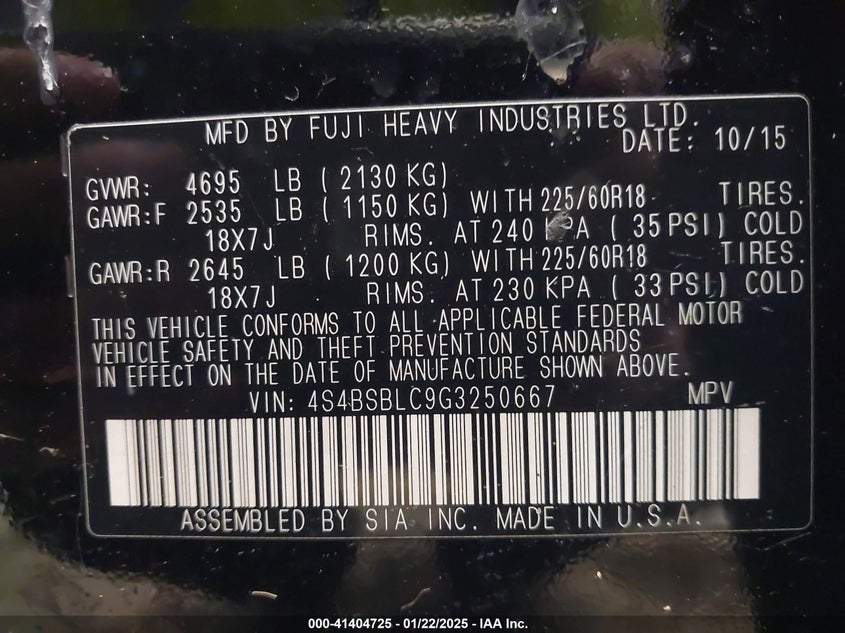 MFD BY FUJI HEAVY INDUSTRIES LTD.
DATE: 10/15
GVWR: 4695 LB ( 2130 KG)
GAWR:F 2535 LB ( 1150 KG) WITH 225/60R18 TIRES.
18X7J RIMS. AT 240 KPA ( 35 PSI) COLD
GAWR:R 2645 LB ( 1200 KG) WITH 225/60R18 TIRES.
18X7J RIMS. AT 230 KPA ( 33 PSI) COLD
THIS VEHICLE CONFORMS TO ALL APPLICABLE FEDERAL MOTOR
VEHICLE SAFETY AND THEFT PREVENTION STANDARDS
IN EFFECT ON THE DATE OF MANUFACTURE SHOWN ABOVE.
VIN: 4S4BSBLC9G3250667 MPV
ASSEMBLED BY SIA INC. MADE IN U.S.A.
000-41404725 - 01/22/2025 - IAA Inc.